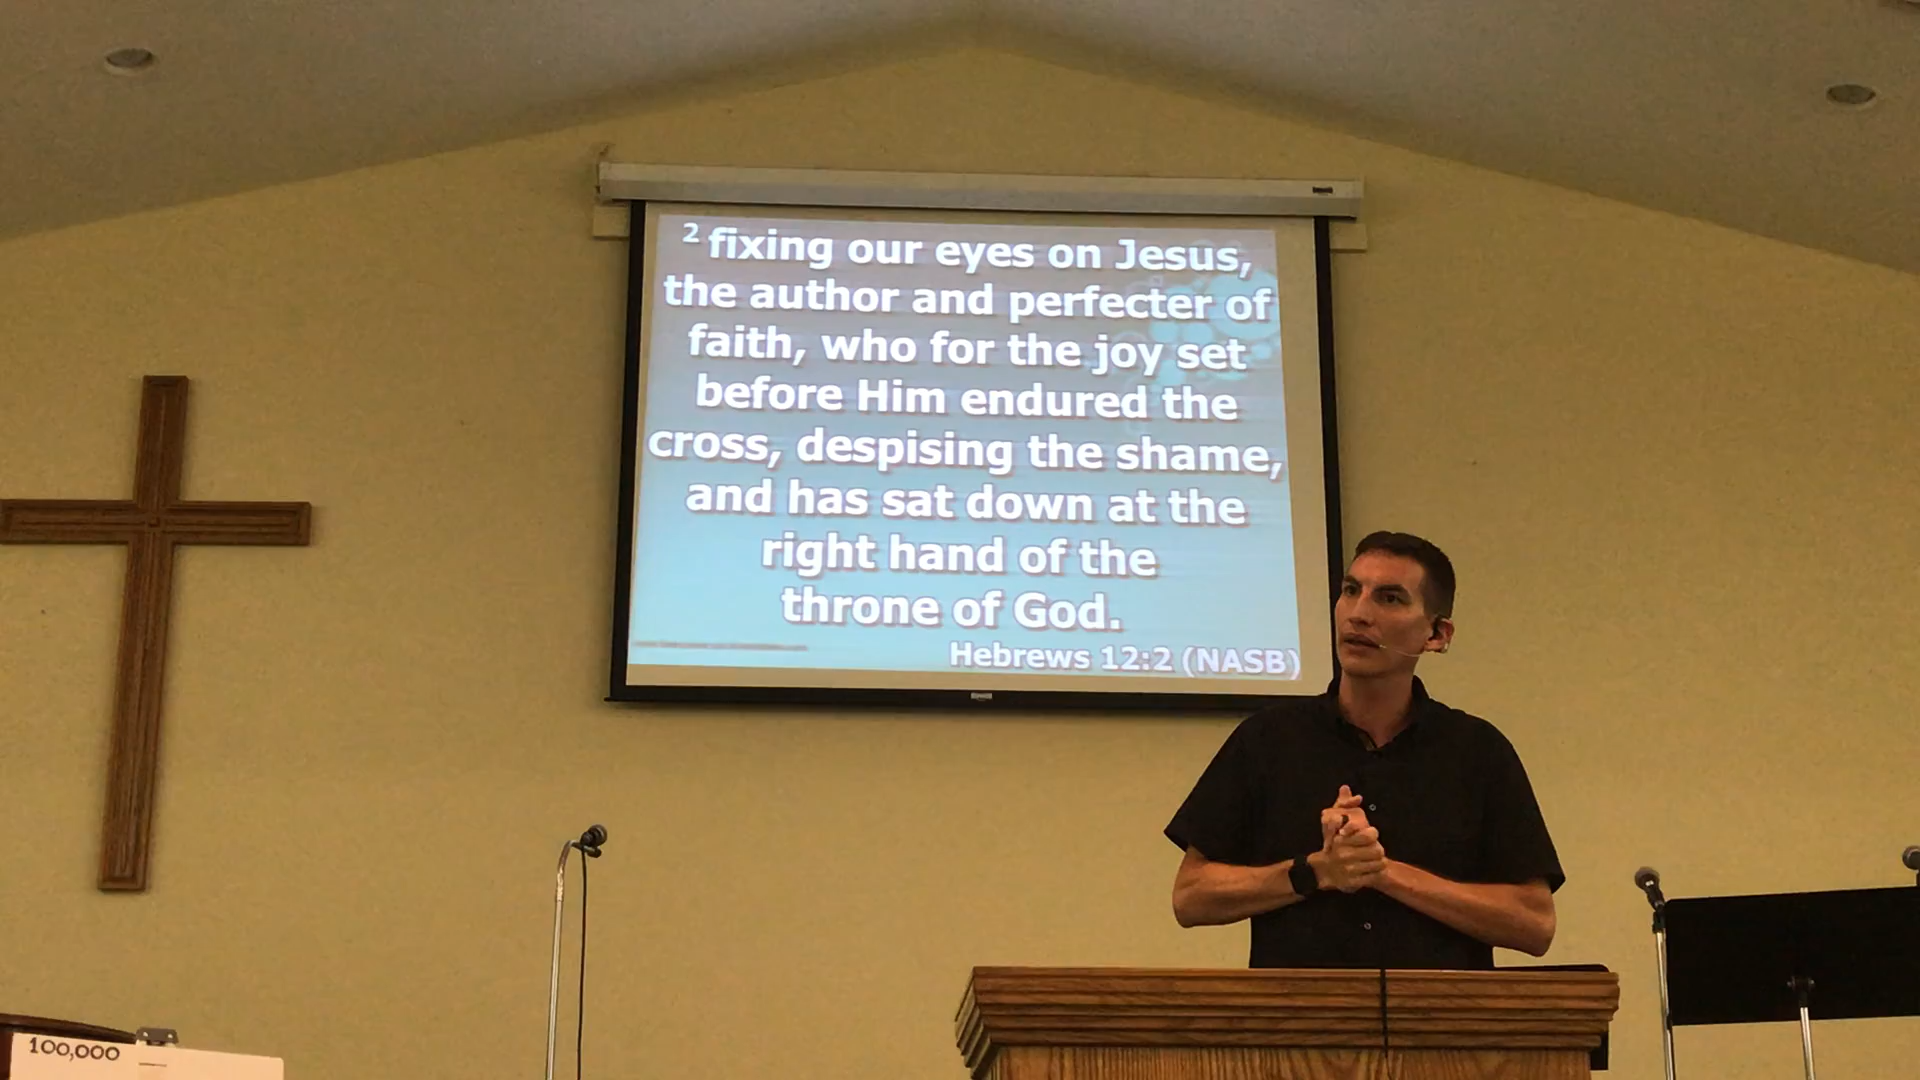 2 fixing our eyes on Jesus,
the author and perfecter of
faith, who for the joy set
before Him endured the
cross, despising the shame,
and has sat down at the
right hand of the
throne of God.
Hebrews 12:2 (NASB)
100,000